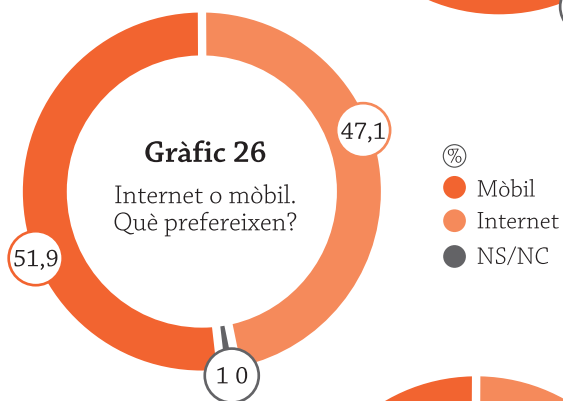 47,1
Gràfic 26
Internet o mòbil.
Què prefereixen?
51,9
1 0
%
Mòbil
Internet
NS/NC